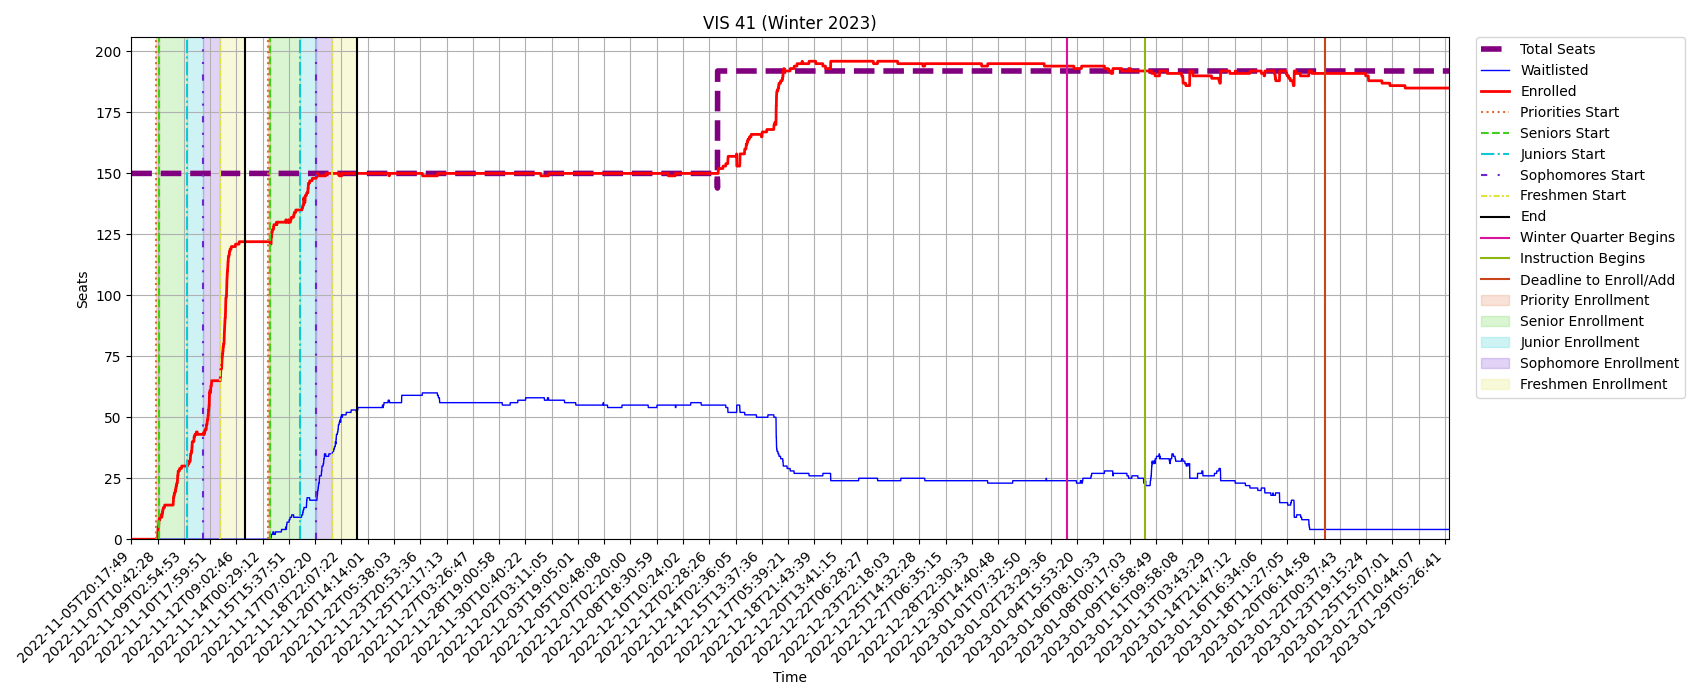 VIS 41 (Winter 2023)
Seats
200
175
150
125
100
75
50
25
0
2022-11-05T20:17:49
2022-11-07T10:42:28
2022-11-09T02:54:53
2022-11-10T17:59:51
2022-11-12T09:02:46
2022-11-14T00:29:12
2022-11-15T15:37:51
2022-11-17T07:02:20
2022-11-18T22:07:22
2022-11-20T14:14:01
2022-11-22T05:38:03
2022-11-23T20:53:36
2022-11-25T12:17:13
2022-11-27T03:26:47
2022-11-28T19:00:58
2022-11-30T10:40:22
2022-12-02T03:11:05
2022-12-03T19:05:01
2022-12-05T10:48:08
2022-12-07T02:20:00
2022-12-08T18:30:59
2022-12-10T10:24:02
2022-12-12T02:28:26
2022-12-14T02:36:05
2022-12-15T13:37:36
2022-12-17T05:39:21
2022-12-18T21:43:39
2022-12-20T13:41:15
2022-12-22T06:28:27
2022-12-23T22:18:03
2022-12-25T14:32:28
2022-12-27T06:35:15
2022-12-28T22:30:33
2022-12-30T14:40:48
2023-01-01T07:32:50
2023-01-02T23:29:36
2023-01-04T15:53:20
2023-01-06T08:10:33
2023-01-08T00:17:03
2023-01-09T16:58:49
2023-01-11T09:58:08
2023-01-13T03:43:29
2023-01-14T21:47:12
2023-01-16T16:34:06
2023-01-18T11:27:05
2023-01-20T06:14:58
2023-01-22T00:37:43
2023-01-23T19:15:24
2023-01-25T15:07:01
2023-01-27T10:44:07
2023-01-29T05:26:41
Time
Total Seats
Waitlisted
Enrolled
Priorities Start
Seniors Start
Juniors Start
Sophomores Start
Freshmen Start
End
Winter Quarter Begins
Instruction Begins
Deadline to Enroll/Add
Priority Enrollment
Senior Enrollment
Junior Enrollment
Sophomore Enrollment
Freshmen Enrollment